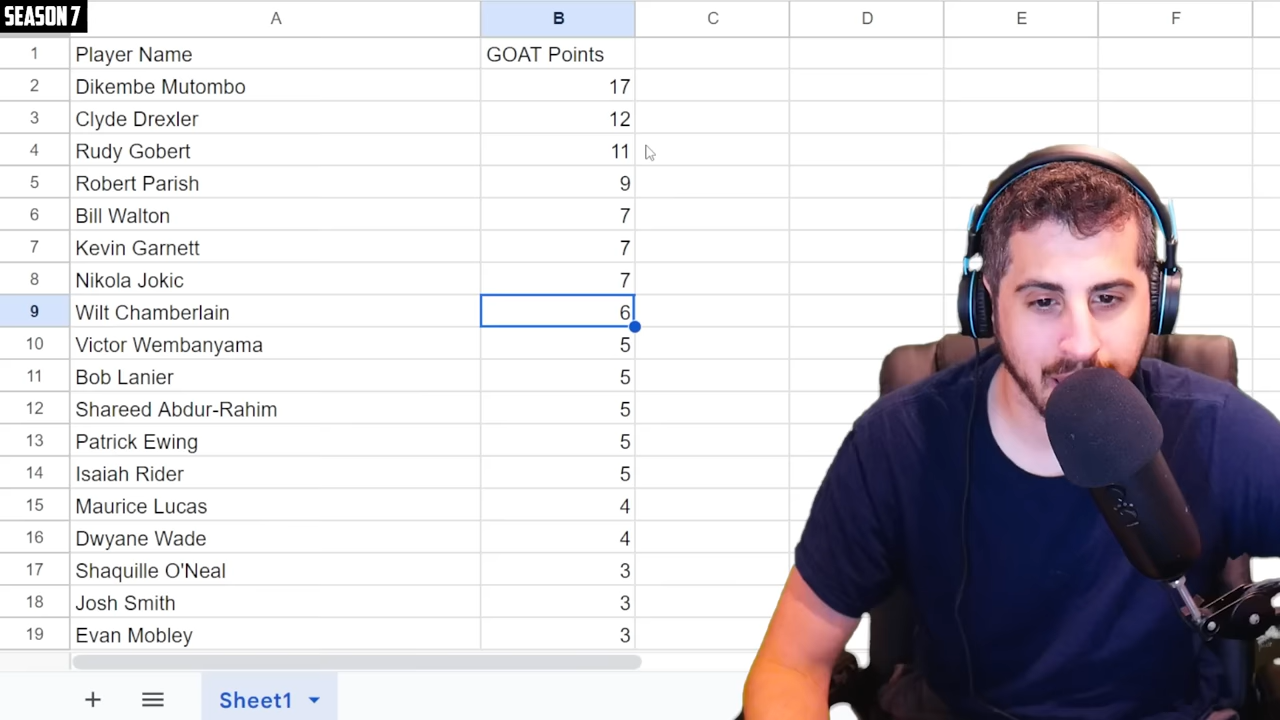 SEASON 7
A B C D E F
1 Player Name GOAT Points
2 Dikembe Mutombo 17
3 Clyde Drexler 12
4 Rudy Gobert 11
5 Robert Parish 9
6 Bill Walton 7
7 Kevin Garnett 7
8 Nikola Jokic 7
9 Wilt Chamberlain 6
10 Victor Wembanyama 5
11 Bob Lanier 5
12 Shareed Abdur-Rahim 5
13 Patrick Ewing 5
14 Isaiah Rider 5
15 Maurice Lucas 4
16 Dwyane Wade 4
17 Shaquille O'Neal 3
18 Josh Smith 3
19 Evan Mobley 3
Sheet1